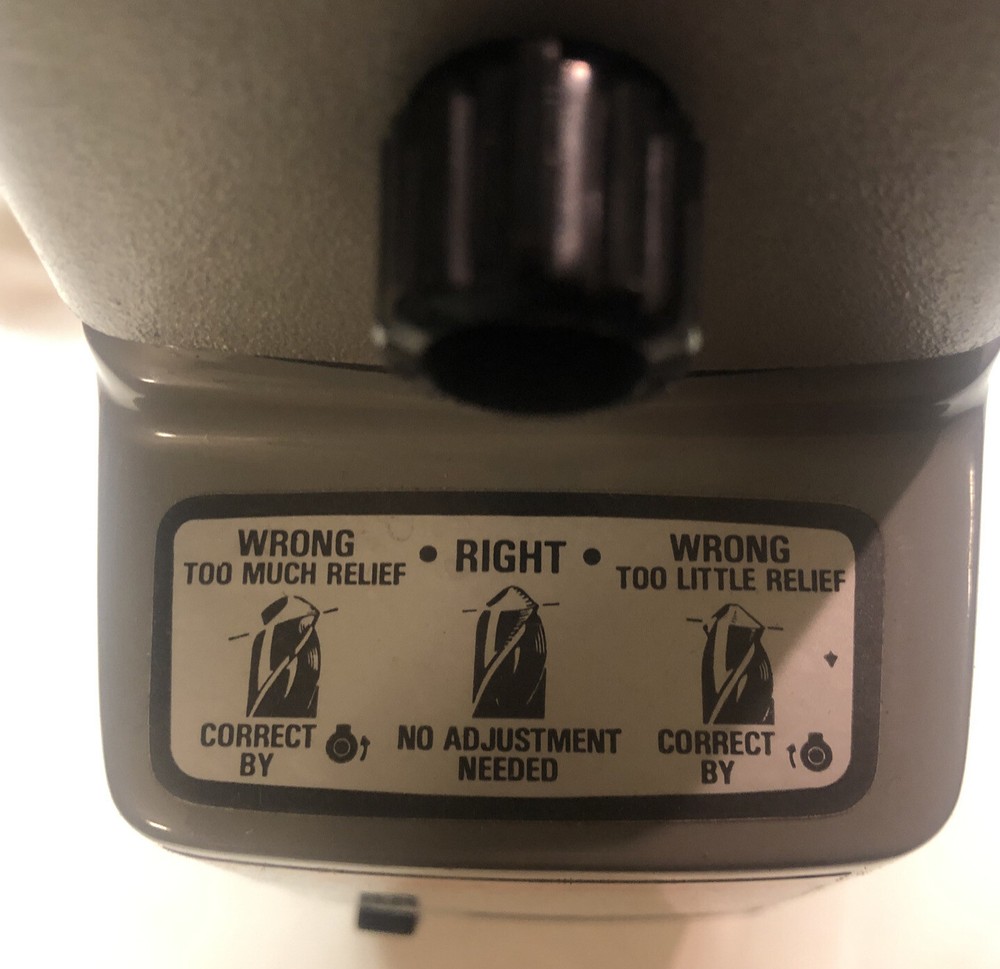 WRONG
TOO MUCH RELIEF
CORRECT
BY
• RIGHT •
NO ADJUSTMENT
NEEDED
WRONG
TOO LITTLE RELIEF
CORRECT
BY